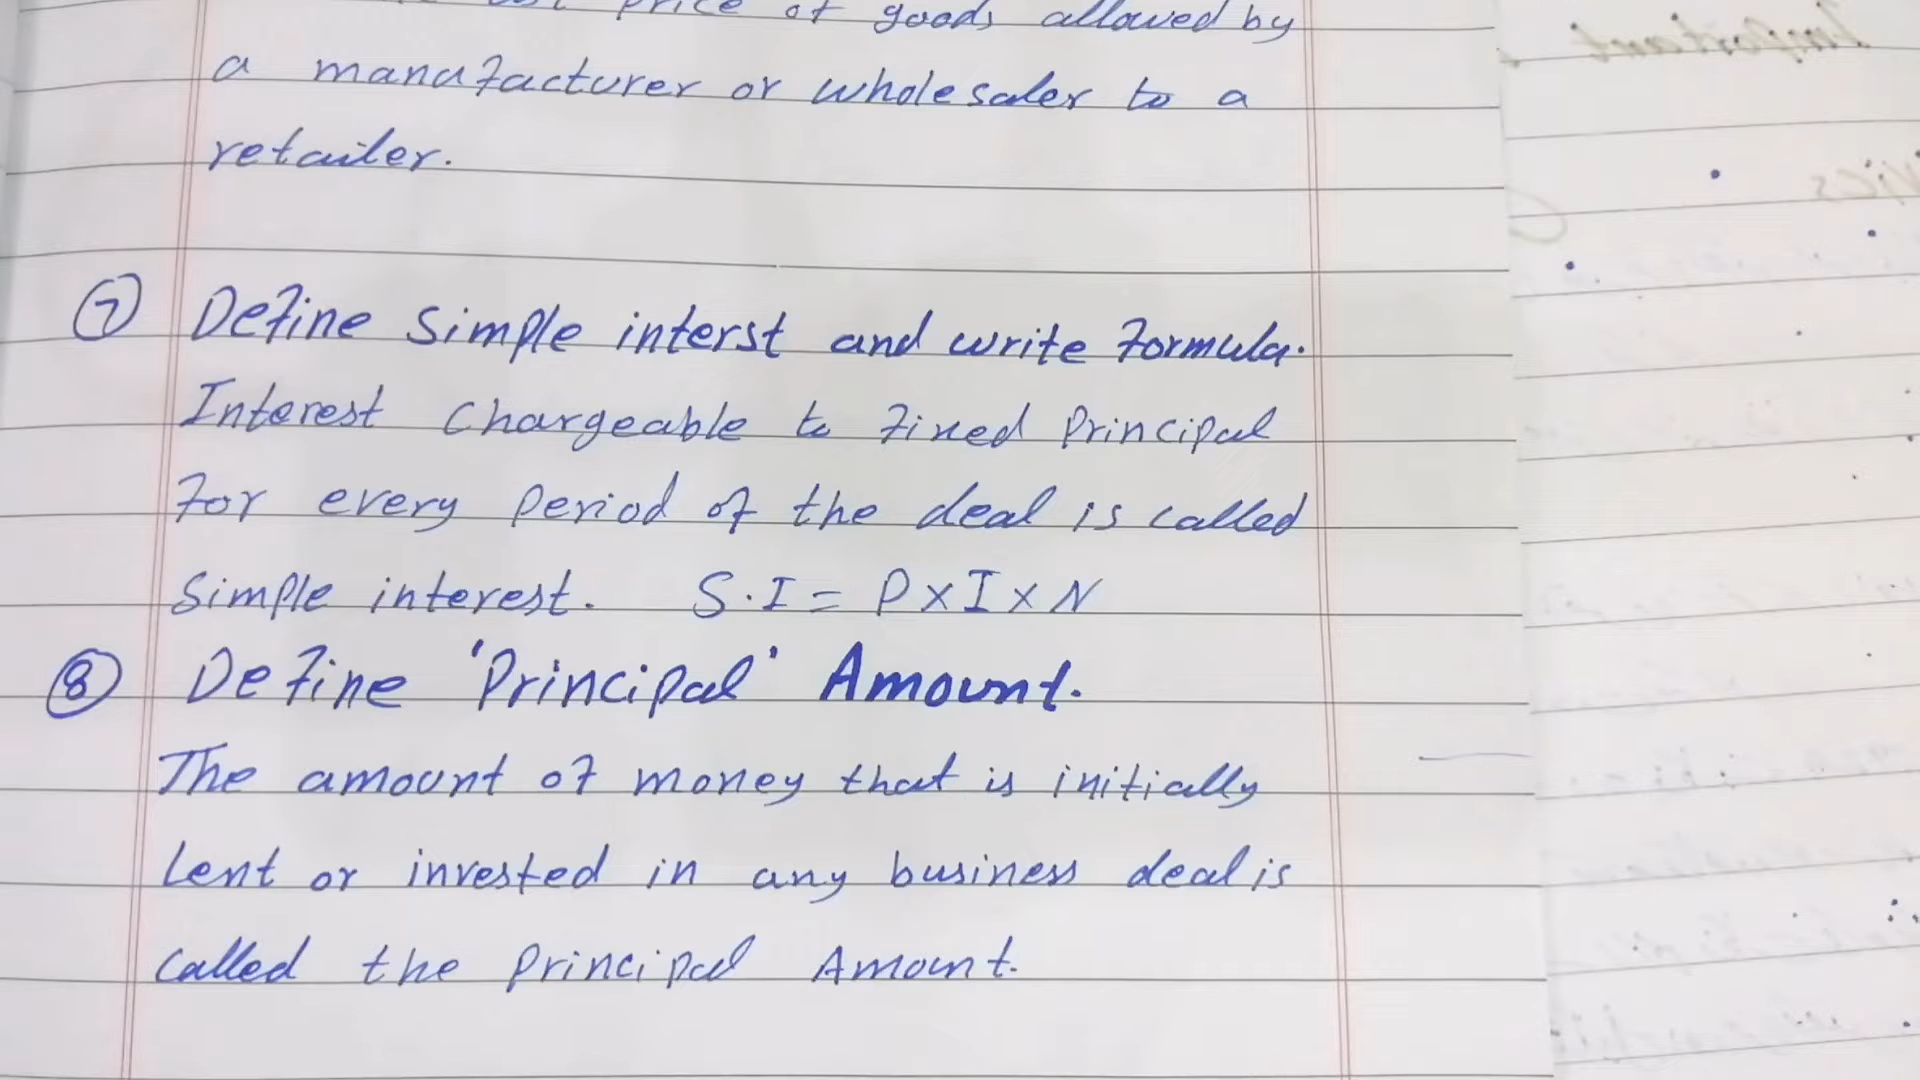 price of goods allowed by
a manufacturer or wholesaler to a
retailer.
⑦ Define Simple interst and write Formula.
Interest Chargeable to Fixed Principal
For every Period of the deal is called
Simple interest. S.I = P×I×N
⑧ Define 'Principal' Amount.
The amount of money that is initially
Lent or invested in any business deal is
Called the Principal Amount.